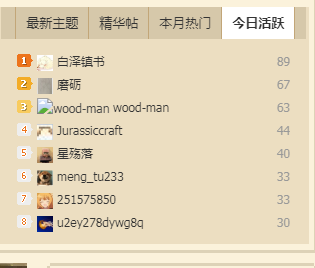 最新主题 精华帖 本月热门 今日活跃
1 白泽镇书 89
2 磨砺 67
3 wood-man wood-man 63
4 Jurassiccraft 44
5 星殇落 40
6 meng_tu233 33
7 251575850 33
8 u2ey278dywg8q 30